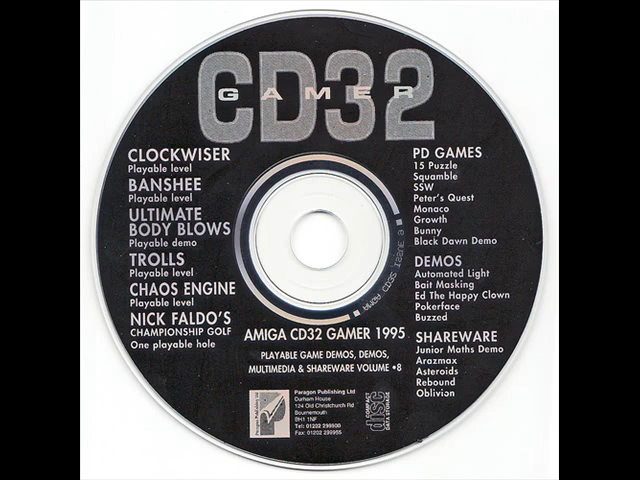 CD32
GAMER
CLOCKWISER
Playable level
BANSHEE
Playable level
ULTIMATE
BODY BLOWS
Playable demo
TROLLS
Playable level
CHAOS ENGINE
Playable level
NICK FALDO'S
CHAMPIONSHIP GOLF
One playable hole
PD GAMES
15 Puzzle
Squamble
SSW
Peter's Quest
Monaco
Growth
Bunny
Black Dawn Demo
DEMOS
Automated Light
Bait Masking
Ed The Happy Clown
Pokerface
Buzzed
SHAREWARE
Junior Maths Demo
Arazmax
Asteroids
Rebound
Oblivion
AMIGA CD32 GAMER 1995
PLAYABLE GAME DEMOS, DEMOS,
MULTIMEDIA & SHAREWARE VOLUME •8
Paragon Publishing Ltd
Durham House
124 Old Christchurch Rd
Bournemouth
BH1 1NF
Tel: 01202 299900
Fax: 01202 299955
COMPACT
disc
DATA STORAGE